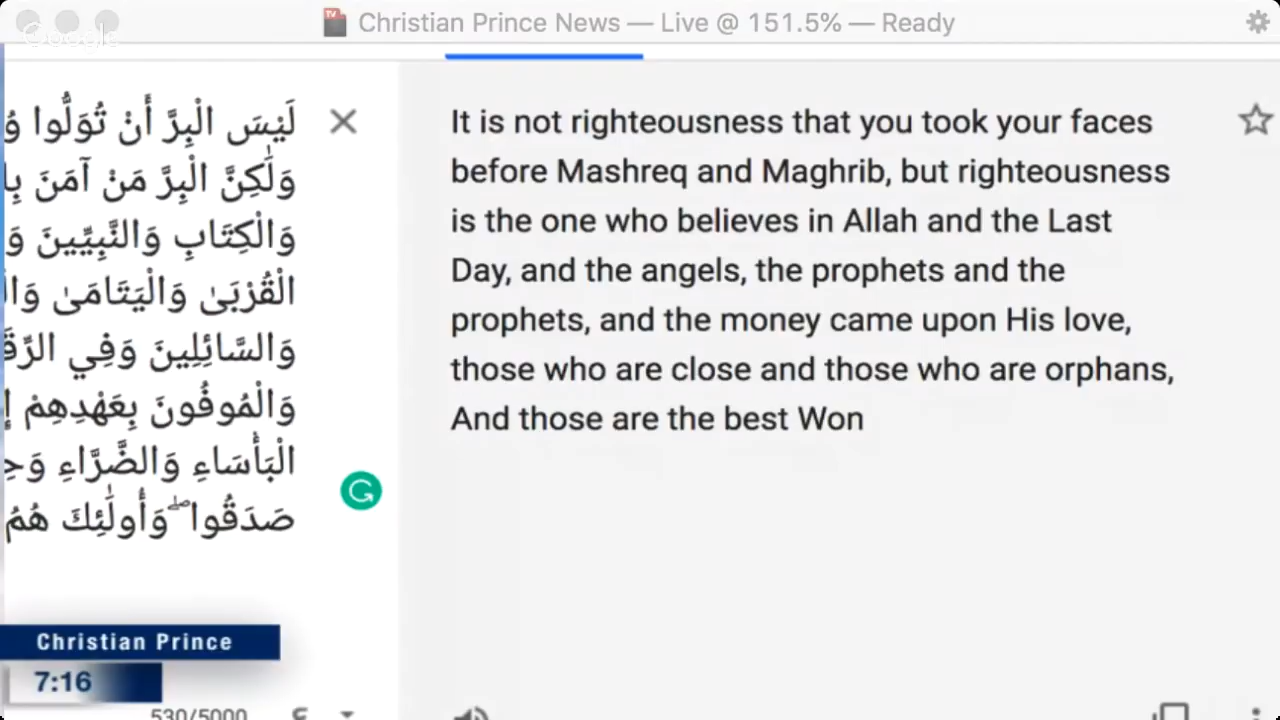 Christian Prince News — Live @ 151.5% — Ready
Google
لَيْسَ الْبِرَّ أَنْ تُوَلُّوا
وَلَٰكِنَّ الْبِرَّ مَنْ آمَنَ
وَالْكِتَابِ وَالنَّبِيِّينَ
الْقُرْبَىٰ وَالْيَتَامَىٰ
وَالسَّائِلِينَ وَفِي
وَالْمُوفُونَ بِعَهْدِهِمْ
الْبَأْسَاءِ وَالضَّرَّاءِ
صَدَقُوا ۖ وَأُولَٰئِكَ هُمُ
It is not righteousness that you took your faces
before Mashreq and Maghrib, but righteousness
is the one who believes in Allah and the Last
Day, and the angels, the prophets and the
prophets, and the money came upon His love,
those who are close and those who are orphans,
And those are the best Won
Christian Prince
7:16
530/5000